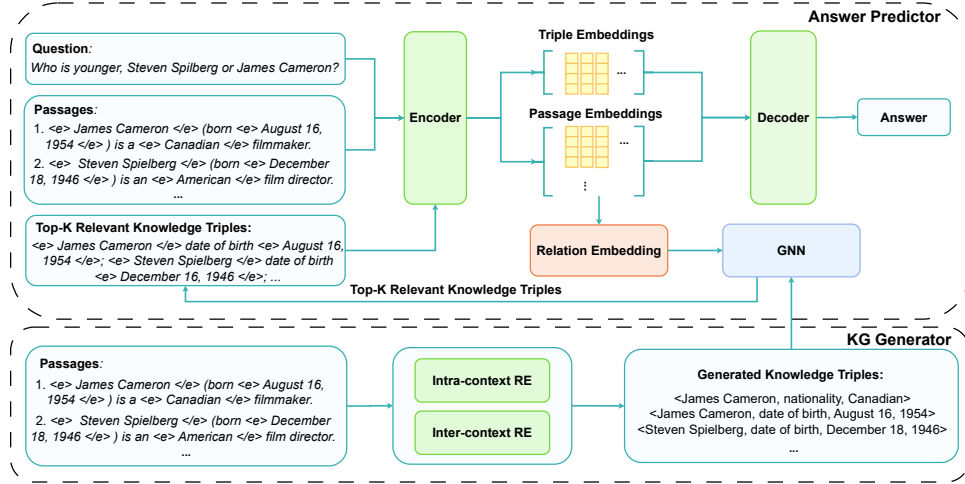 Answer Predictor
Question:
Who is younger, Steven Spilberg or James Cameron?
Passages:
1. <e> James Cameron </e> (born <e> August 16,
1954 </e> ) is a <e> Canadian </e> filmmaker.
2. <e> Steven Spielberg </e> (born <e> December
18, 1946 </e> ) is an <e> American </e> film director.
...
Top-K Relevant Knowledge Triples:
<e> James Cameron </e> date of birth <e> August 16,
1954 </e>; <e> Steven Spielberg </e> date of birth
<e> December 16, 1946 </e>; ...
Encoder
Triple Embeddings
...
Passage Embeddings
...
...
Decoder
Answer
Relation Embedding
GNN
Top-K Relevant Knowledge Triples
KG Generator
Passages:
1. <e> James Cameron </e> (born <e> August 16,
1954 </e> ) is a <e> Canadian </e> filmmaker.
2. <e> Steven Spielberg </e> (born <e> December
18, 1946 </e> ) is an <e> American </e> film director.
...
Intra-context RE
Inter-context RE
Generated Knowledge Triples:
<James Cameron, nationality, Canadian>
<James Cameron, date of birth, August 16, 1954>
<Steven Spielberg, date of birth, December 18, 1946>
...